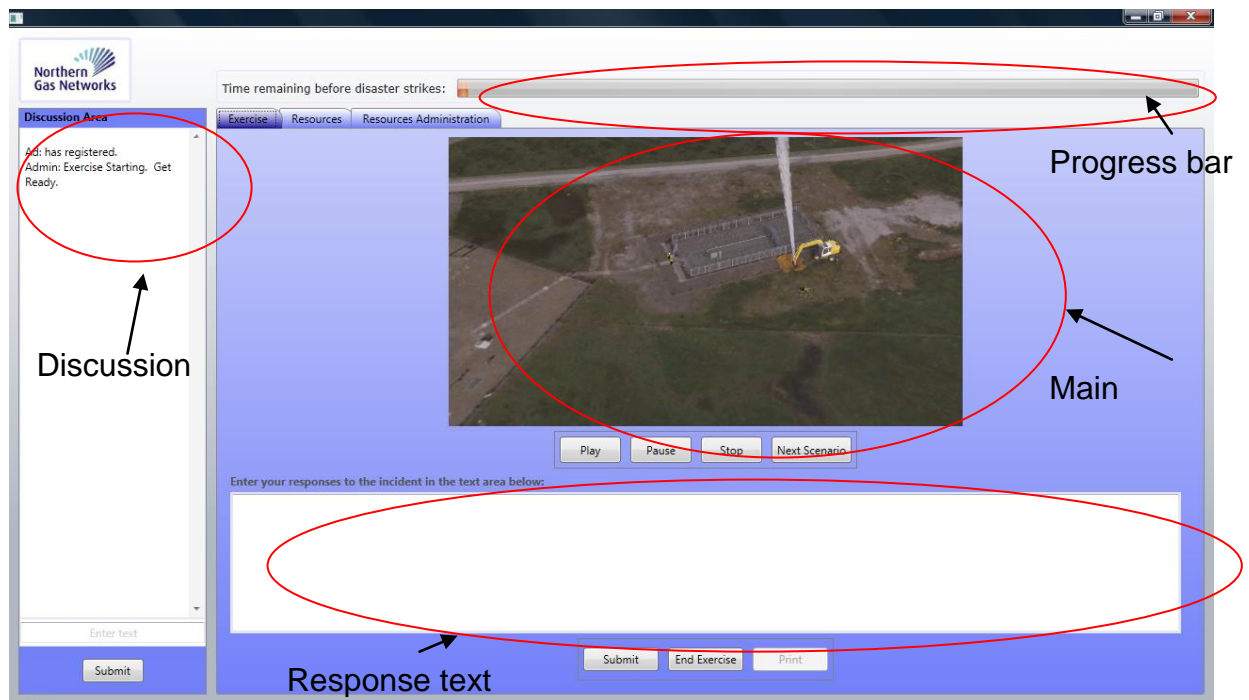 Northern
Gas Networks
Time remaining before disaster strikes:
Discussion Area
Exercise
Resources
Resources Administration
Ad: has registered.
Admin: Exercise Starting. Get
Ready.
Progress bar
Discussion
Main
Play
Pause
Stop
Next Scenario
Enter your responses to the incident in the text area below:
Enter text
Submit
Submit
End Exercise
Print
Response text